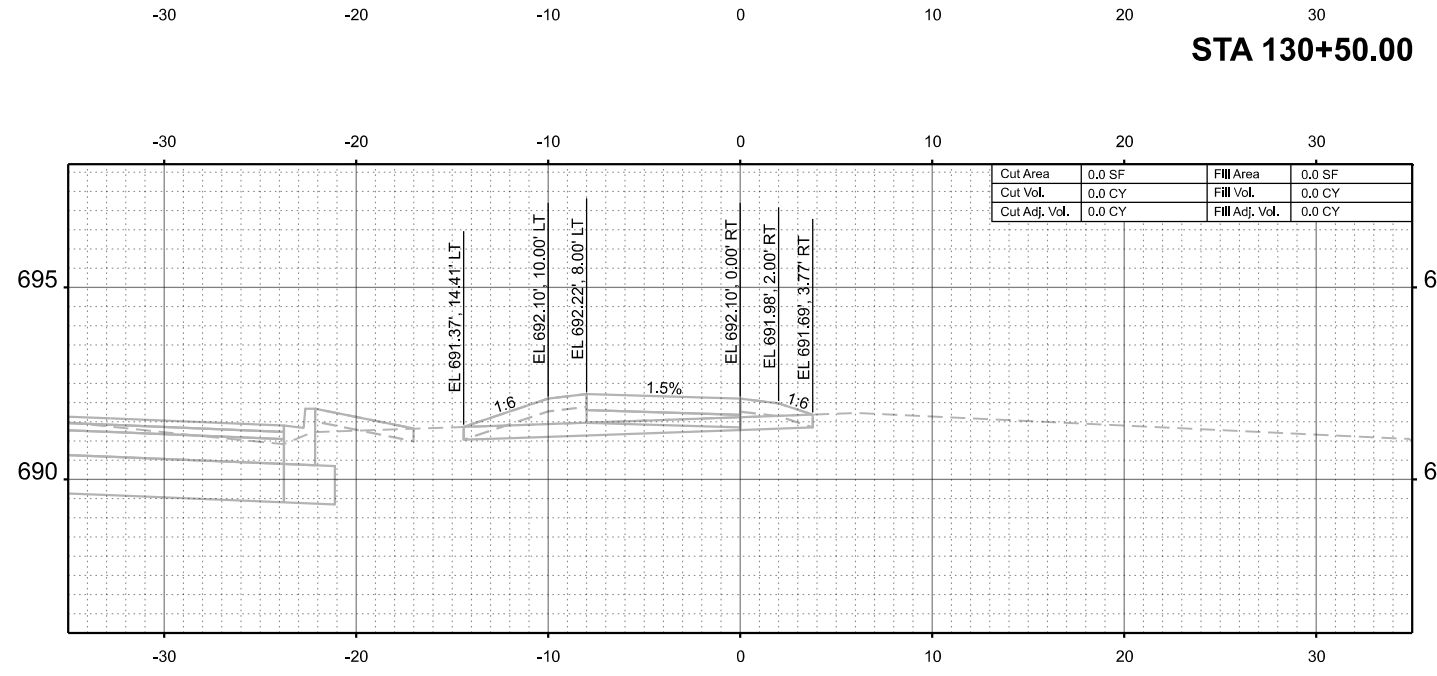 -30 -20 -10 0 10 20 30
STA 130+50.00
-30 -20 -10 0 10 20 30
Cut Area 0.0 SF Fill Area 0.0 SF
Cut Vol. 0.0 CY Fill Vol. 0.0 CY
Cut Adj. Vol. 0.0 CY Fill Adj. Vol. 0.0 CY
EL 691.37', 14.41' LT
EL 692.10', 10.00' LT
EL 692.22', 8.00' LT
EL 692.10', 0.00' RT
EL 691.98', 2.00' RT
EL 691.69', 3.77' RT
695 6
1:6 1.5% 1:6
690 6
-30 -20 -10 0 10 20 30